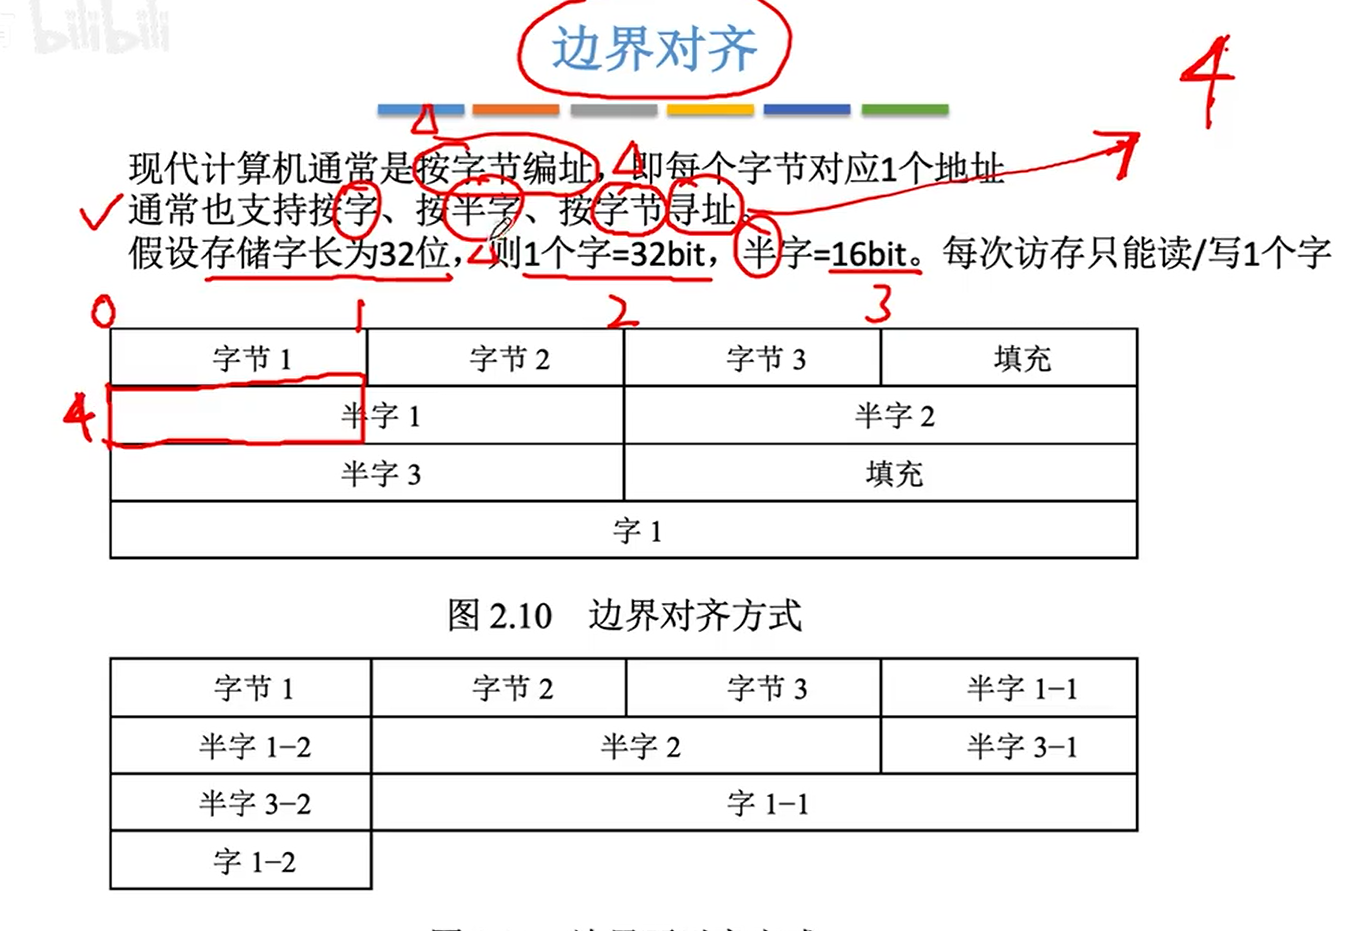 bilibili
边界对齐
4
现代计算机通常是按字节编址，即每个字节对应1个地址
通常也支持按字、按半字、按字节寻址。
假设存储字长为32位，则1个字=32bit，半字=16bit。每次访存只能读/写1个字
0 1 2 3
字节 1 字节 2 字节 3 填充
4 半字 1 半字 2
半字 3 填充
字 1
图 2.10 边界对齐方式
字节 1 字节 2 字节 3 半字 1−1
半字 1−2 半字 2 半字 3−1
半字 3−2 字 1−1
字 1−2